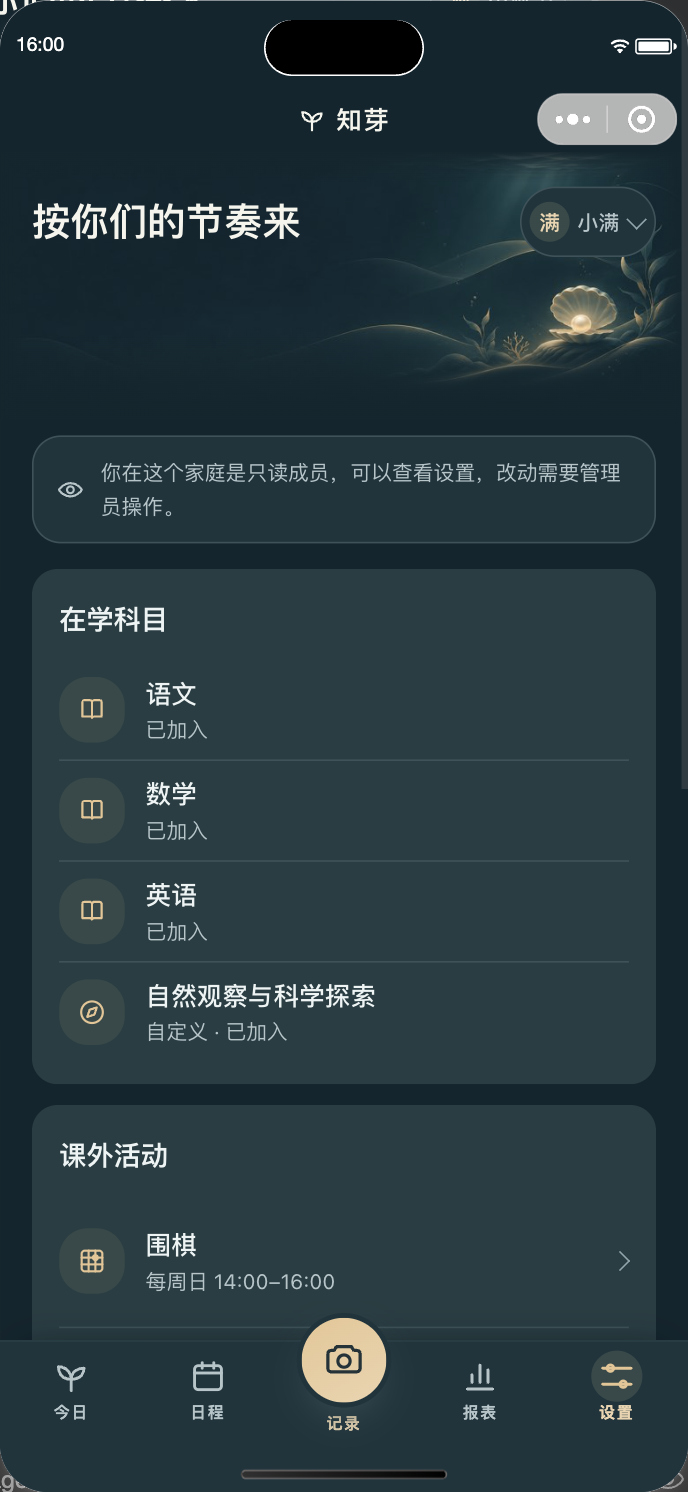 16:00
知芽
按你们的节奏来
满 小满
你在这个家庭是只读成员，可以查看设置，改动需要管理
员操作。
在学科目
语文
已加入
数学
已加入
英语
已加入
自然观察与科学探索
自定义 · 已加入
课外活动
围棋
每周日 14:00–16:00
今日
日程
记录
报表
设置